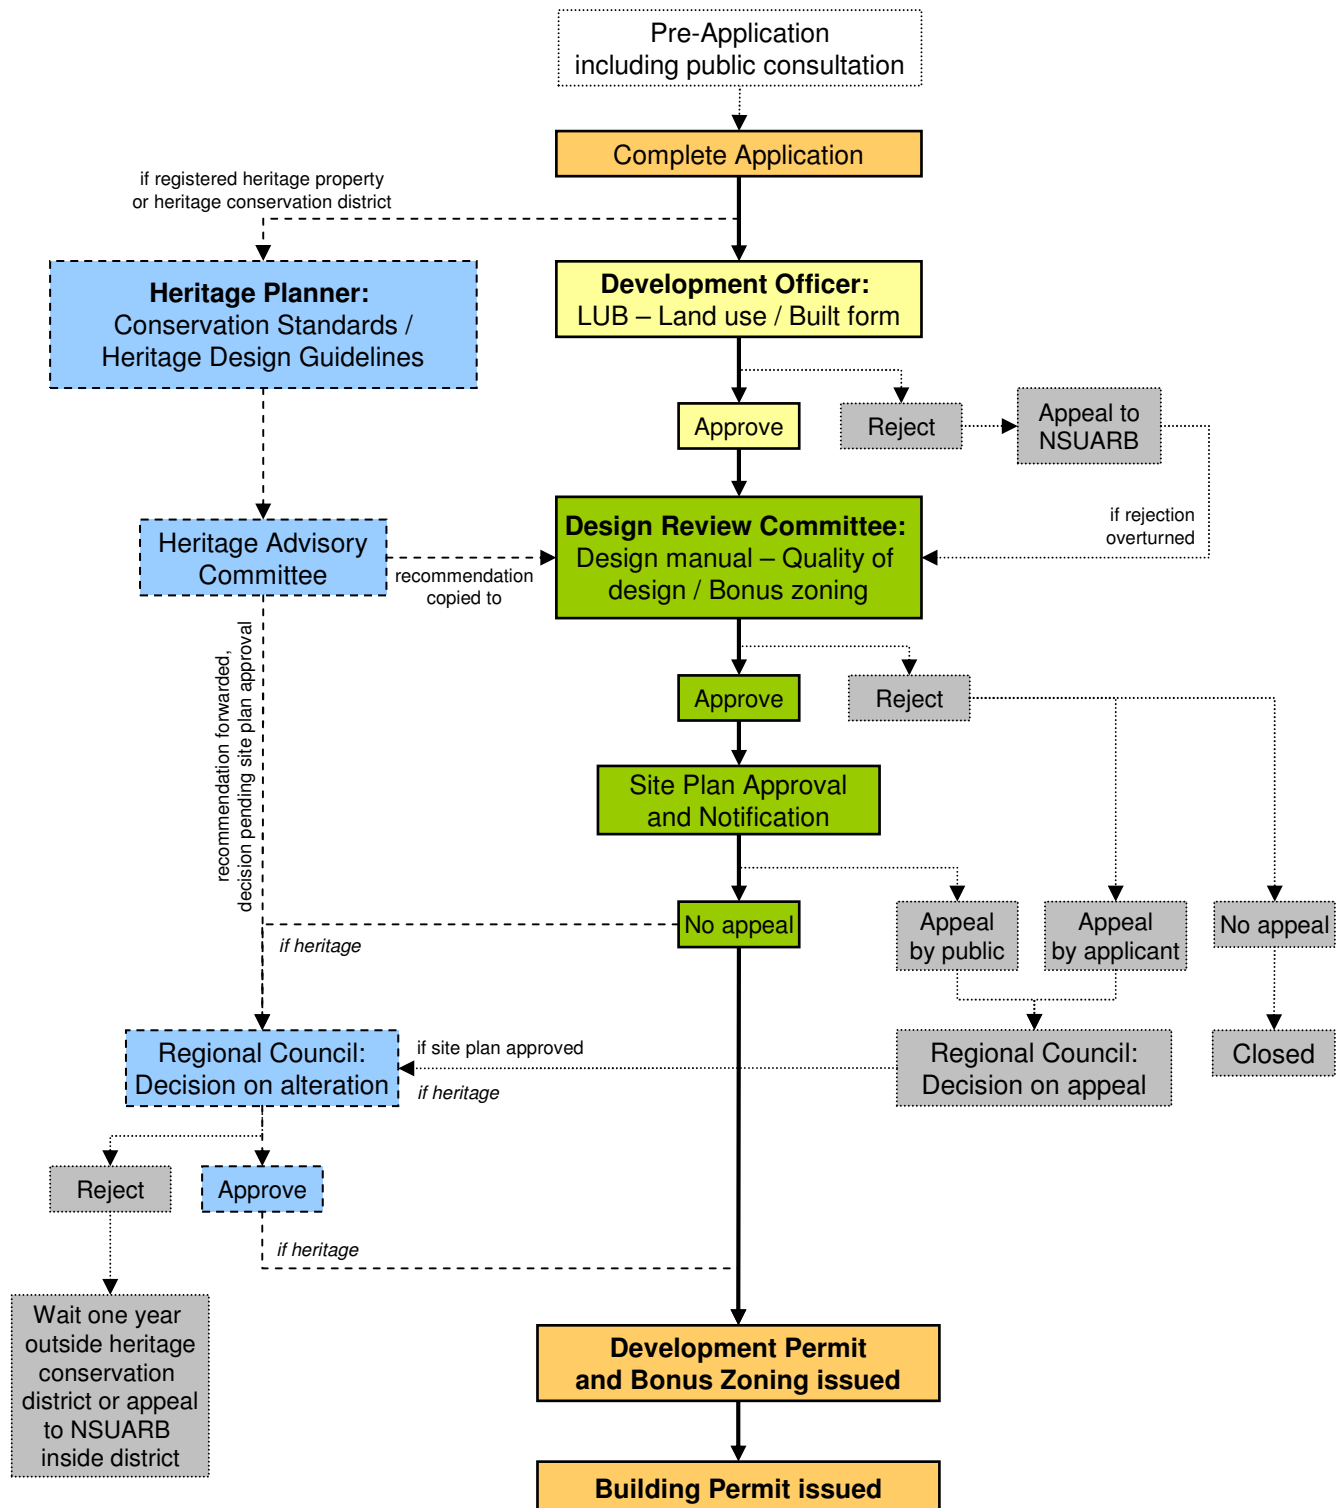 Pre-Application
including public consultation
Complete Application
if registered heritage property
or heritage conservation district
Heritage Planner:
Conservation Standards /
Heritage Design Guidelines
Development Officer:
LUB – Land use / Built form
Approve
Reject
Appeal to
NSUARB
if rejection
overturned
Heritage Advisory
Committee
recommendation
copied to
Design Review Committee:
Design manual – Quality of
design / Bonus zoning
recommendation forwarded,
decision pending site plan approval
Approve
Reject
Site Plan Approval
and Notification
No appeal
if heritage
Appeal
by public
Appeal
by applicant
No appeal
Regional Council:
Decision on alteration
if site plan approved
if heritage
Regional Council:
Decision on appeal
Closed
Reject
Approve
if heritage
Wait one year
outside heritage
conservation
district or appeal
to NSUARB
inside district
Development Permit
and Bonus Zoning issued
Building Permit issued